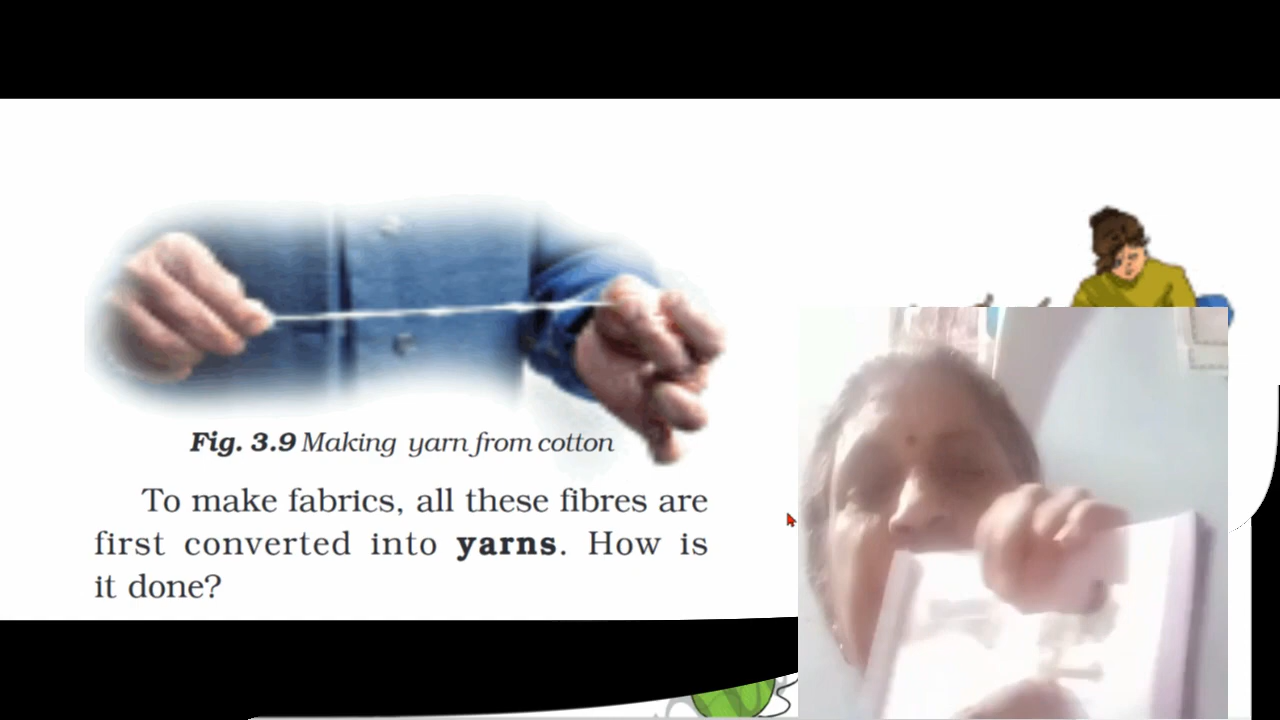 Fig. 3.9 Making yarn from cotton
To make fabrics, all these fibres are
first converted into yarns. How is
it done?